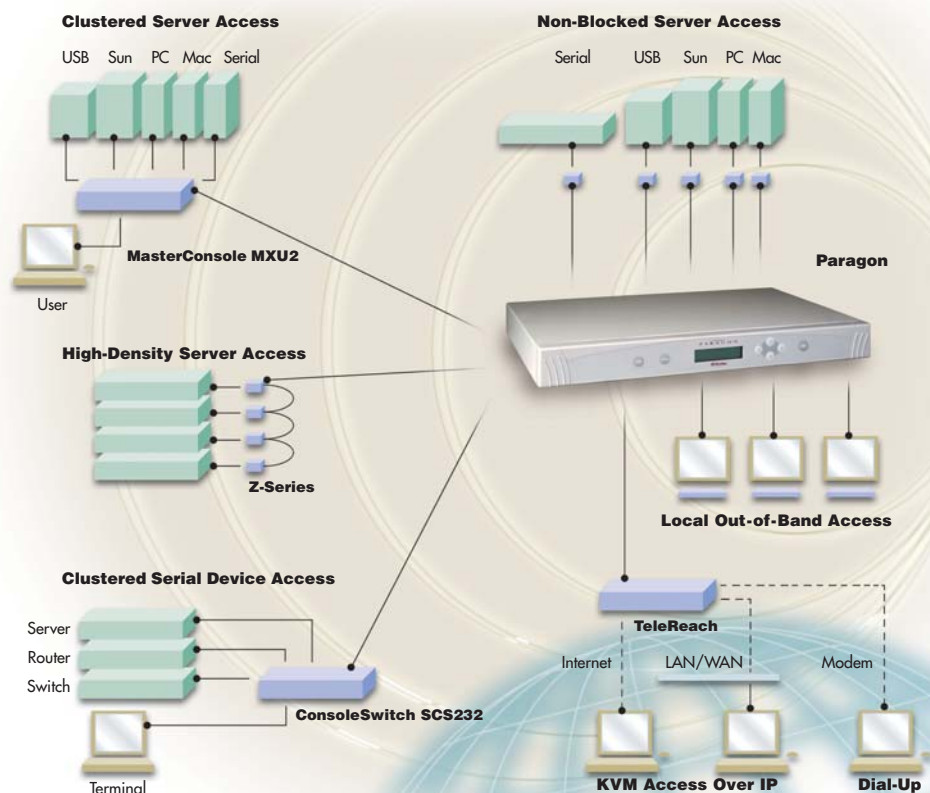 Clustered Server Access
USB Sun PC Mac Serial
MasterConsole MXU2
User
Non-Blocked Server Access
Serial USB Sun PC Mac
Paragon
PARAGON
High-Density Server Access
Z-Series
Local Out-of-Band Access
Clustered Serial Device Access
Server
Router
Switch
ConsoleSwitch SCS232
Terminal
TeleReach
Internet LAN/WAN Modem
KVM Access Over IP Dial-Up